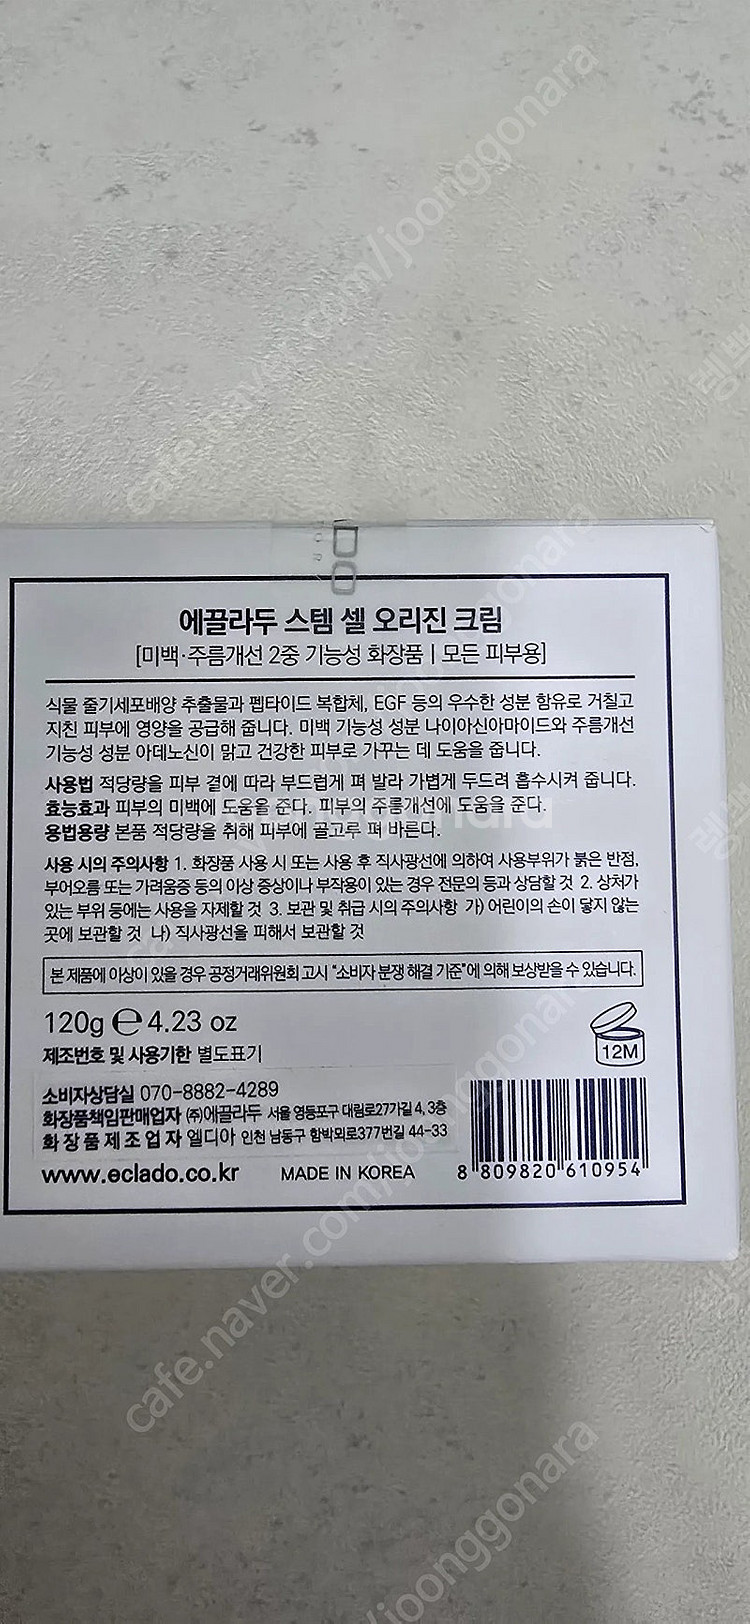 에끌라두 스템 셀 오리진 크림
[미백·주름개선 2중 기능성 화장품 | 모든 피부용]
식물 줄기세포배양 추출물과 펩타이드 복합체, EGF 등의 우수한 성분 함유로 거칠고
지친 피부에 영양을 공급해 줍니다. 미백 기능성 성분 나이아신아마이드와 주름개선
기능성 성분 아데노신이 맑고 건강한 피부로 가꾸는 데 도움을 줍니다.
사용법 적당량을 피부 결에 따라 부드럽게 펴 발라 가볍게 두드려 흡수시켜 줍니다.
효능효과 피부의 미백에 도움을 준다. 피부의 주름개선에 도움을 준다.
용법용량 본품 적당량을 취해 피부에 골고루 펴 바른다.
사용 시의 주의사항 1. 화장품 사용 시 또는 사용 후 직사광선에 의하여 사용부위가 붉은 반점,
부어오름 또는 가려움증 등의 이상 증상이나 부작용이 있는 경우 전문의 등과 상담할 것 2. 상처가
있는 부위 등에는 사용을 자제할 것 3. 보관 및 취급 시의 주의사항 가) 어린이의 손이 닿지 않는
곳에 보관할 것 나) 직사광선을 피해서 보관할 것
본 제품에 이상이 있을 경우 공정거래위원회 고시 "소비자 분쟁 해결 기준"에 의해 보상받을 수 있습니다.
120g ℮ 4.23 oz
12M
제조번호 및 사용기한 별도표기
소비자상담실 070-8882-4289
화장품책임판매업자 ㈜에끌라두 서울 영등포구 대림로27가길 4, 3층
화장품제조업자 엘디아 인천 남동구 함박뫼로377번길 44-33
www.eclado.co.kr MADE IN KOREA
8 809820 610954
cafe.naver.com/joonggonara
cafe.naver.com/joonggonara
cafe.naver.com/joonggonara
joonggonara